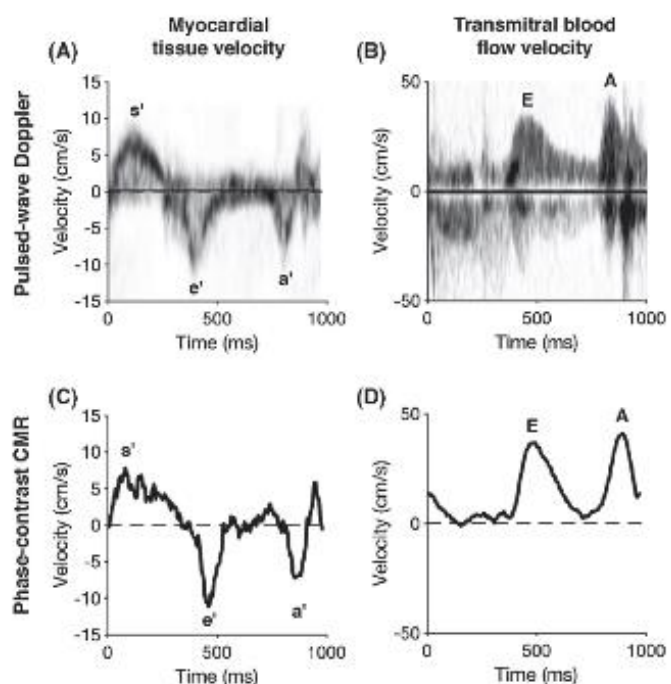 Myocardial
tissue velocity
Transmitral blood
flow velocity
Pulsed-wave Doppler
(A)
15
10
5
0
-5
-10
-15
Velocity (cm/s)
s'
e'
a'
0
500
1000
Time (ms)
(B)
50
0
-50
Velocity (cm/s)
E
A
0
500
1000
Time (ms)
Phase-contrast CMR
(C)
15
10
5
0
-5
-10
-15
Velocity (cm/s)
s'
e'
a'
0
500
1000
Time (ms)
(D)
50
0
-50
Velocity (cm/s)
E
A
0
500
1000
Time (ms)